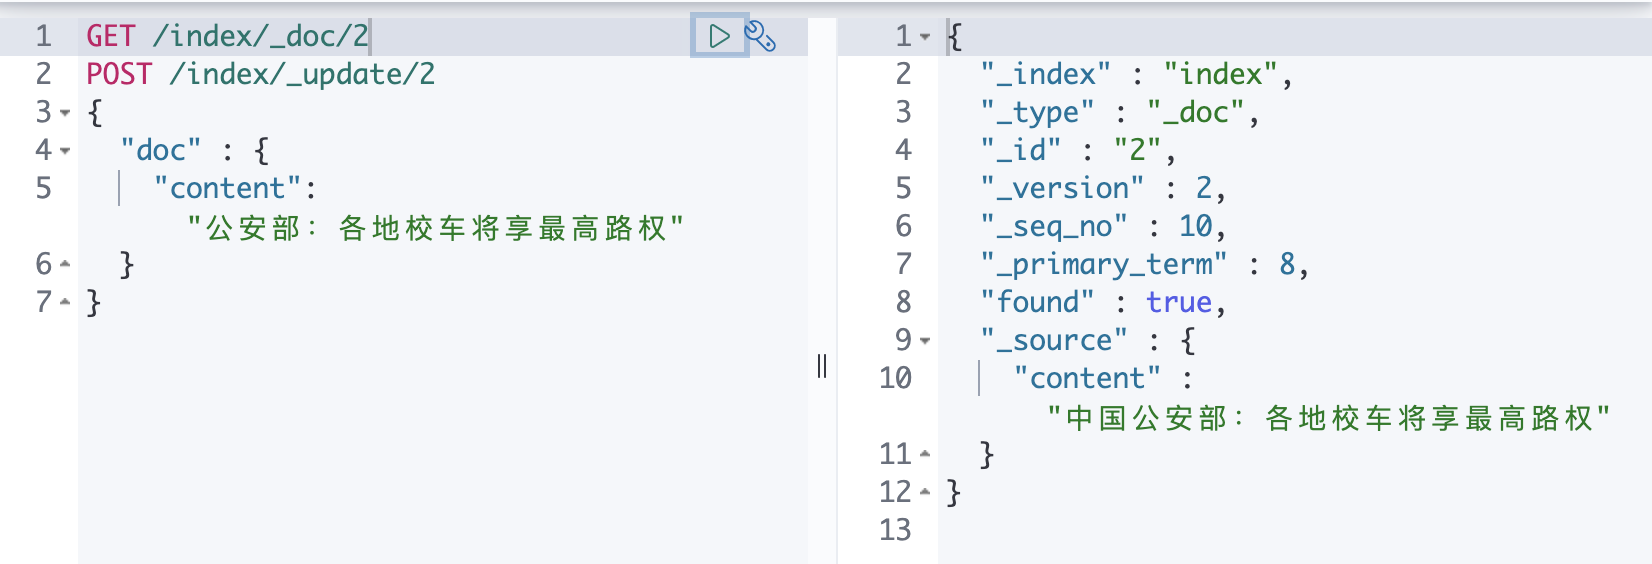 1 GET /index/_doc/2
2 POST /index/_update/2
3 {
4 "doc" : {
5 "content":
"公安部：各地校车将享最高路权"
6 }
7 }
1 {
2 "_index" : "index",
3 "_type" : "_doc",
4 "_id" : "2",
5 "_version" : 2,
6 "_seq_no" : 10,
7 "_primary_term" : 8,
8 "found" : true,
9 "_source" : {
10 "content" :
"中国公安部：各地校车将享最高路权"
11 }
12 }
13